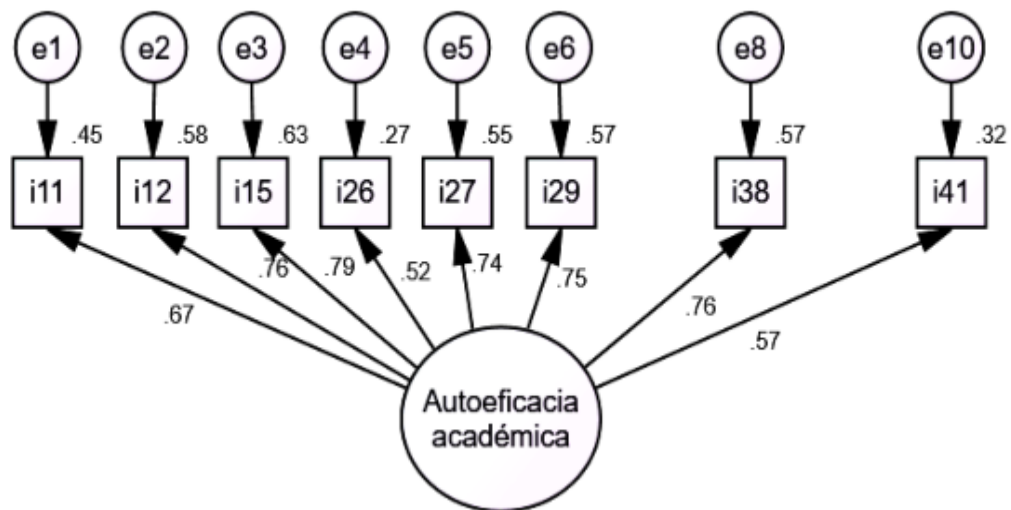 e1 e2 e3 e4 e5 e6 e8 e10
.45 .58 .63 .27 .55 .57 .57 .32
i11 i12 i15 i26 i27 i29 i38 i41
.67 .76 .79 .52 .74 .75 .76 .57
Autoeficacia
académica